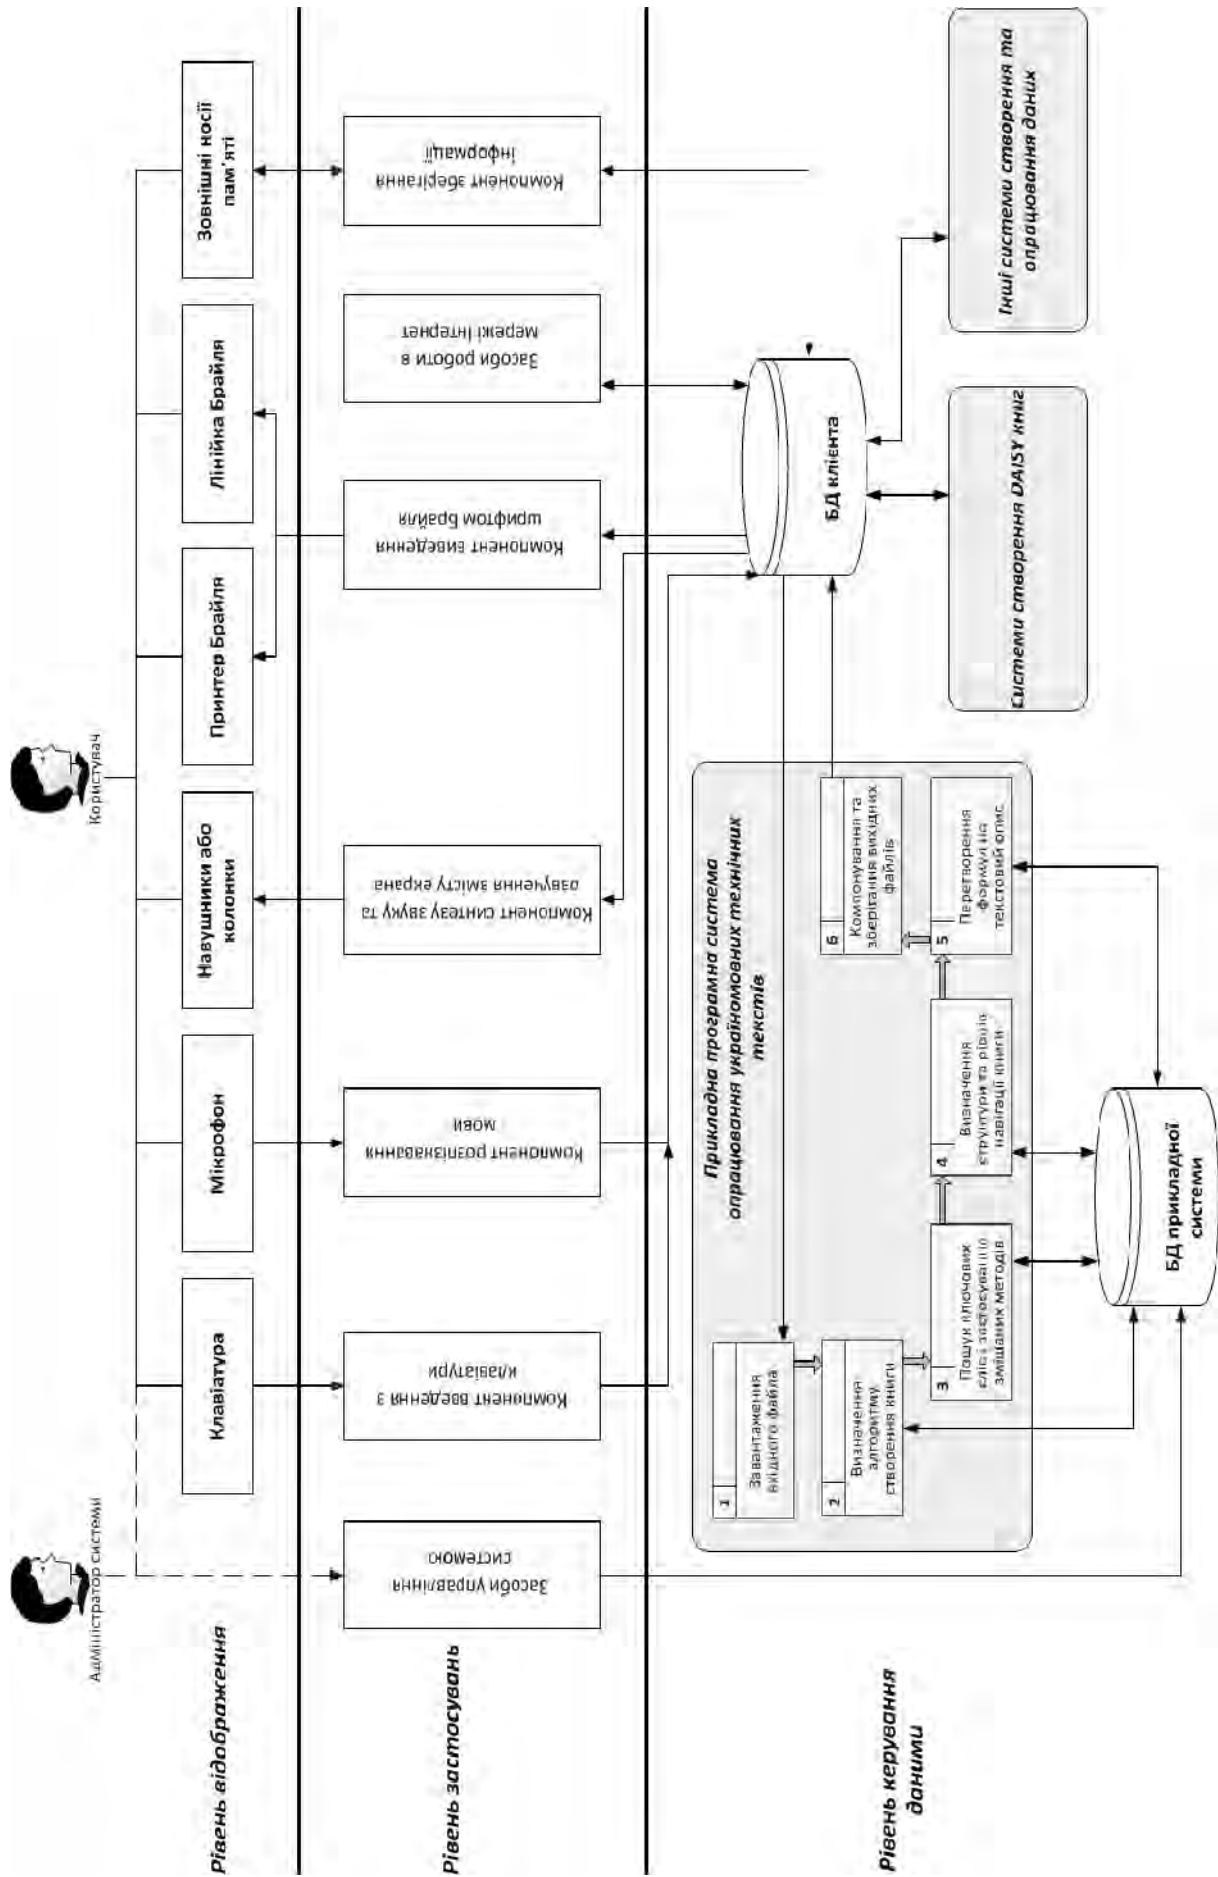 Адміністратор системи
Користувач
Рівень відображення
Клавіатура
Мікрофон
Навушники або
колонки
Принтер Брайля
Лінійка Брайля
Зовнішні носії
пам'яті
Рівень застосувань
Засоби управління
системою
Компонент введення з
клавіатури
Компонент розпізнавання
мови
Компонент синтезу звуку та
озвучення змісту екрана
Компонент виведення
шрифтом Брайля
Засоби роботи в
мережі Інтернет
Компонент зберігання
інформації
Рівень керування
даними
Прикладна програмна система
опрацювання україномовних технічних
текстів
1
Завантаження
вхідного файла
2
Визначення
алгоритму
створення книги
3
Пошук ключових
слів і застосуванню
змішаних методів
4
Визначення
структури та рівнів
навігації книги
5
Перетворення
формул на
текстовий опис
6
Компонування та
зберігання вихідних
файлів
БД клієнта
БД прикладної
системи
Системи створення DAISY книг
Інші системи створення та
опрацювання даних